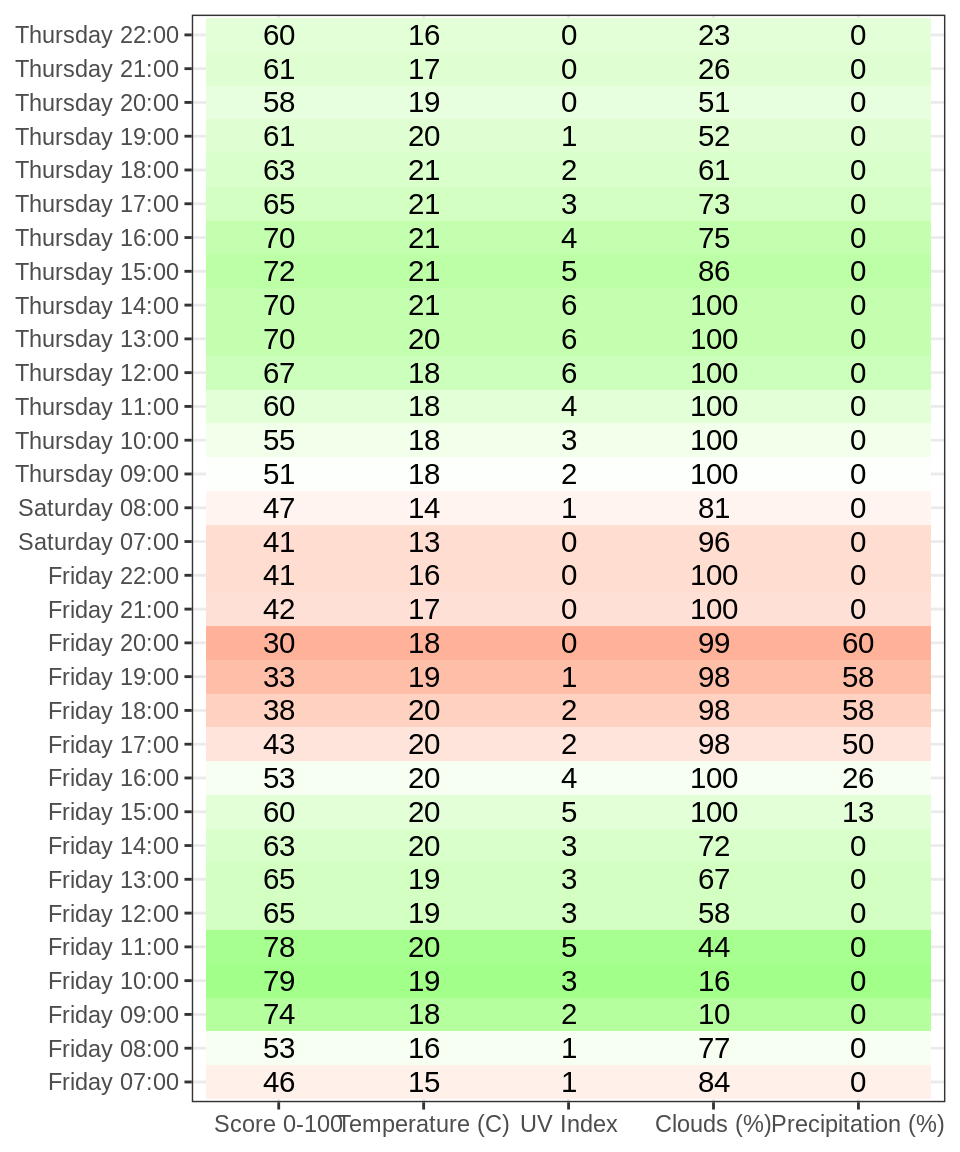 Thursday 22:00 60 16 0 23 0
Thursday 21:00 61 17 0 26 0
Thursday 20:00 58 19 0 51 0
Thursday 19:00 61 20 1 52 0
Thursday 18:00 63 21 2 61 0
Thursday 17:00 65 21 3 73 0
Thursday 16:00 70 21 4 75 0
Thursday 15:00 72 21 5 86 0
Thursday 14:00 70 21 6 100 0
Thursday 13:00 70 20 6 100 0
Thursday 12:00 67 18 6 100 0
Thursday 11:00 60 18 4 100 0
Thursday 10:00 55 18 3 100 0
Thursday 09:00 51 18 2 100 0
Saturday 08:00 47 14 1 81 0
Saturday 07:00 41 13 0 96 0
Friday 22:00 41 16 0 100 0
Friday 21:00 42 17 0 100 0
Friday 20:00 30 18 0 99 60
Friday 19:00 33 19 1 98 58
Friday 18:00 38 20 2 98 58
Friday 17:00 43 20 2 98 50
Friday 16:00 53 20 4 100 26
Friday 15:00 60 20 5 100 13
Friday 14:00 63 20 3 72 0
Friday 13:00 65 19 3 67 0
Friday 12:00 65 19 3 58 0
Friday 11:00 78 20 5 44 0
Friday 10:00 79 19 3 16 0
Friday 09:00 74 18 2 10 0
Friday 08:00 53 16 1 77 0
Friday 07:00 46 15 1 84 0
Score 0-100 Temperature (C) UV Index Clouds (%) Precipitation (%)